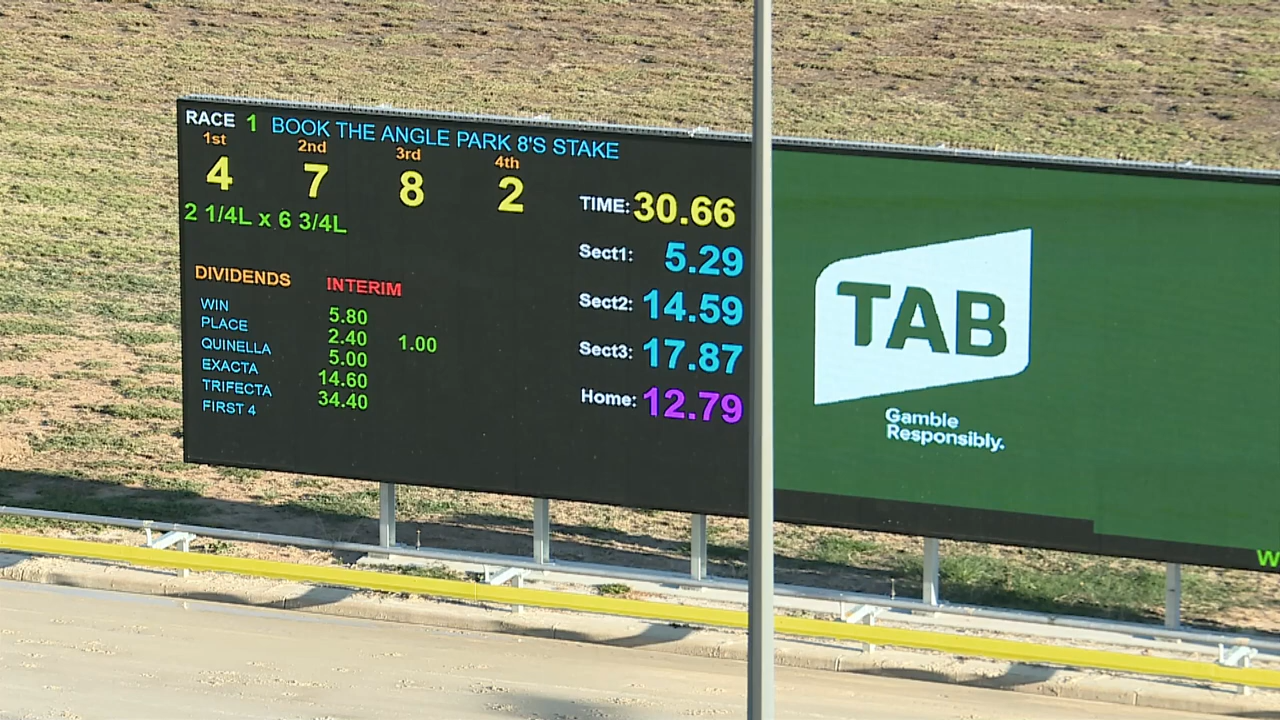 RACE 1 BOOK THE ANGLE PARK 8'S STAKE
1st 2nd 3rd 4th
4 7 8 2
2 1/4L x 6 3/4L
TIME: 30.66
Sect1: 5.29
Sect2: 14.59
Sect3: 17.87
Home: 12.79
DIVIDENDS INTERIM
WIN 5.80
PLACE 2.40 1.00
QUINELLA 5.00
EXACTA 14.60
TRIFECTA 34.40
FIRST 4
TAB
Gamble
Responsibly.
W